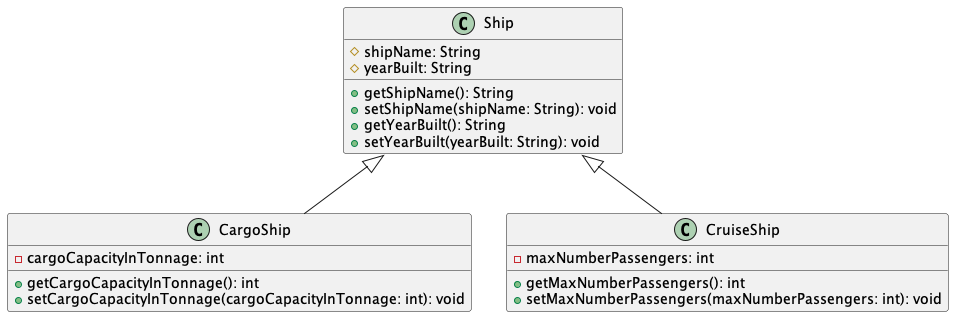 C Ship
shipName: String
yearBuilt: String
getShipName(): String
setShipName(shipName: String): void
getYearBuilt(): String
setYearBuilt(yearBuilt: String): void
C CargoShip
cargoCapacityInTonnage: int
getCargoCapacityInTonnage(): int
setCargoCapacityInTonnage(cargoCapacityInTonnage: int): void
C CruiseShip
maxNumberPassengers: int
getMaxNumberPassengers(): int
setMaxNumberPassengers(maxNumberPassengers: int): void